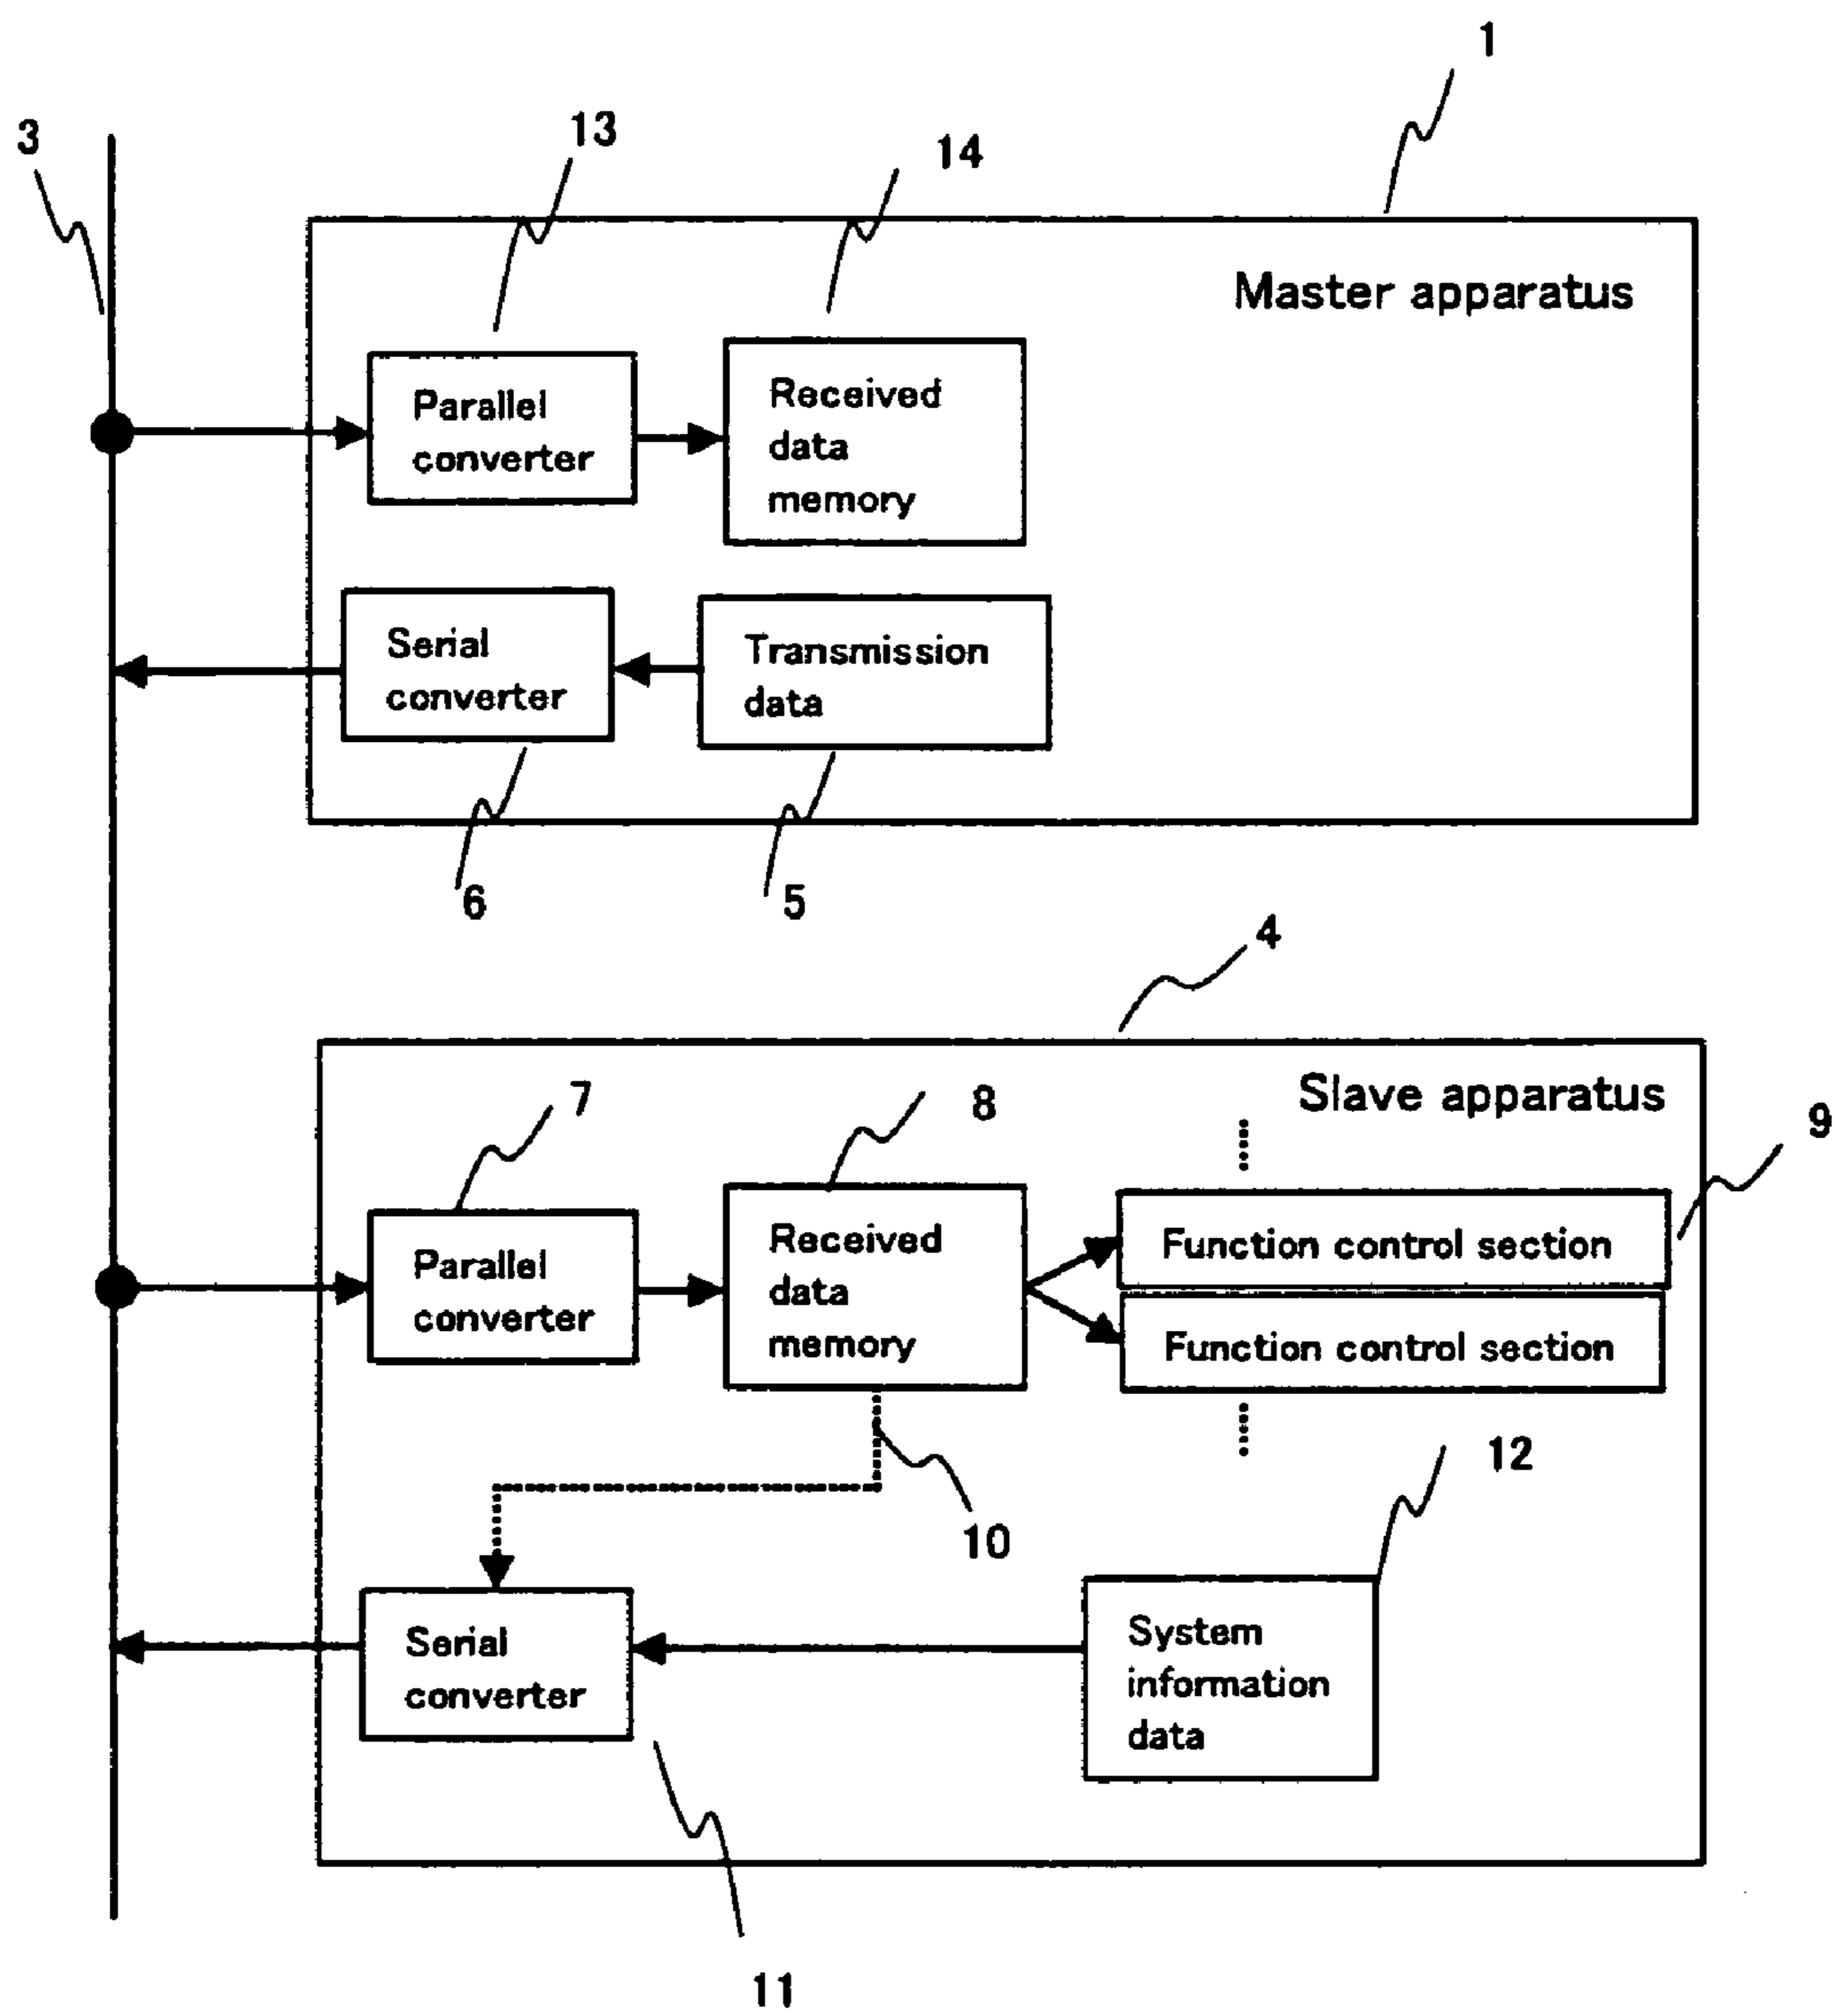 1
3
13
14
Master apparatus
Parallel
converter
Received
data
memory
Serial
converter
Transmission
data
6
5
4
Slave apparatus
7
8
9
Parallel
converter
Received
data
memory
Function control section
Function control section
10
12
Serial
converter
System
information
data
11